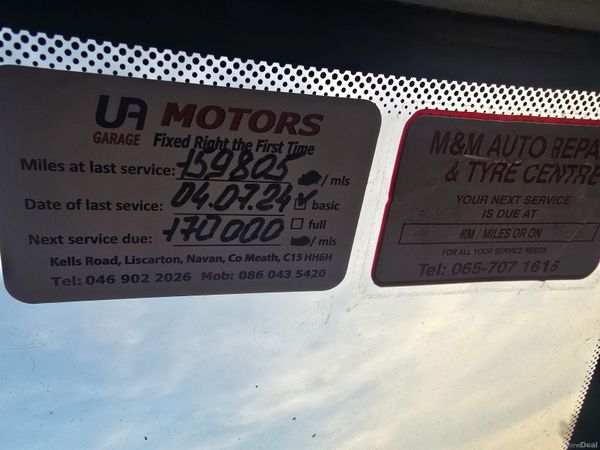 UA MOTORS
GARAGE Fixed Right the First Time
Miles at last service: 159805 / mls
Date of last sevice: 04.07.24 ☑ basic
☐ full
Next service due: 170000 / mls
Kells Road, Liscarton, Navan, Co Meath, C15 HH6H
Tel: 046 902 2026 Mob: 086 043 5420
M&M AUTO REPA
& TYRE CENTRE
YOUR NEXT SERVICE
IS DUE AT
KM / MILES OR ON
FOR ALL YOUR SERVICE NEEDS
Tel: 065-707 1616
DoneDeal